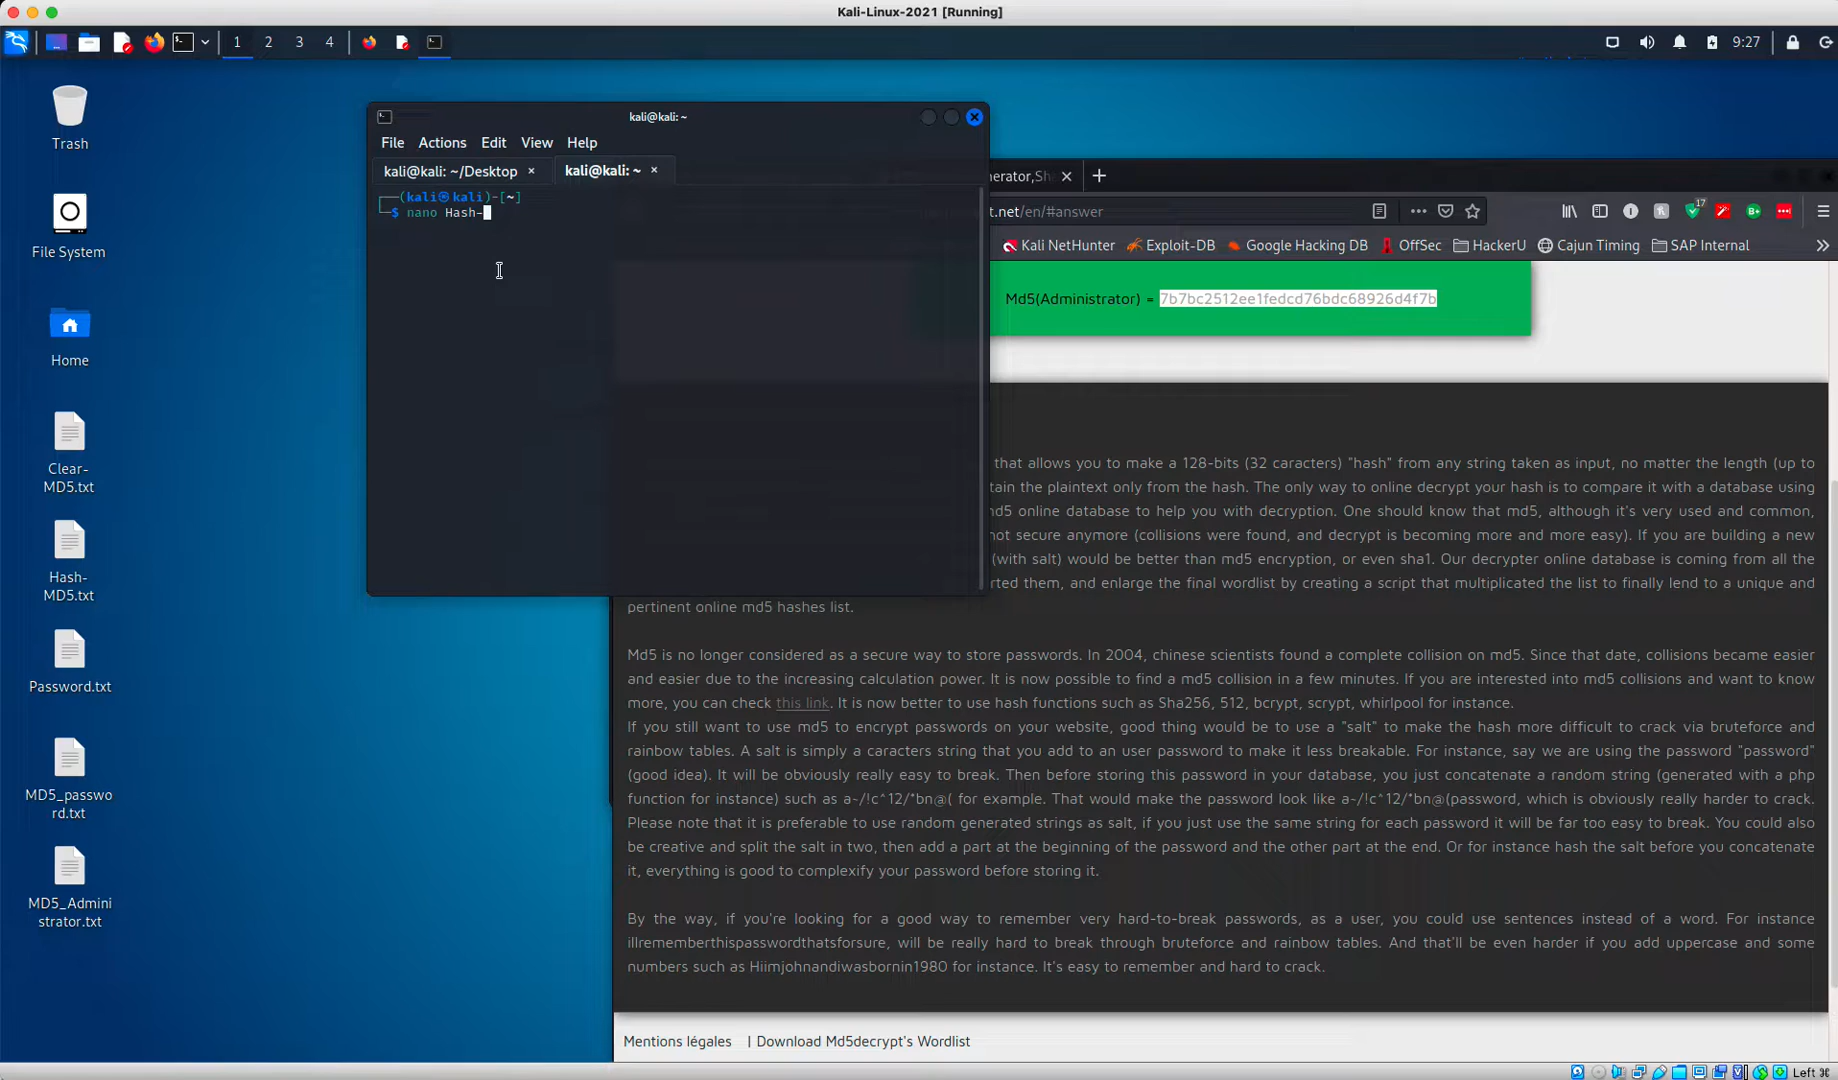 Kali-Linux-2021 [Running]
1 2 3 4
9:27
Trash
File System
Home
Clear-
MD5.txt
Hash-
MD5.txt
Password.txt
MD5_passwo
rd.txt
MD5_Admini
strator.txt
kali@kali: ~
File Actions Edit View Help
kali@kali: ~/Desktop ×
kali@kali: ~ ×
┌──(kali㉿kali)-[~]
└─$ nano Hash-
nerator,Sh
t.net/en/#answer
17
Kali NetHunter
Exploit-DB
Google Hacking DB
OffSec
HackerU
Cajun Timing
SAP Internal
Md5(Administrator) = 7b7bc2512ee1fedcd76bdc68926d4f7b
that allows you to make a 128-bits (32 caracters) "hash" from any string taken as input, no matter the length (up to
tain the plaintext only from the hash. The only way to online decrypt your hash is to compare it with a database using
md5 online database to help you with decryption. One should know that md5, although it's very used and common,
not secure anymore (collisions were found, and decrypt is becoming more and more easy). If you are building a new
(with salt) would be better than md5 encryption, or even sha1. Our decrypter online database is coming from all the
rted them, and enlarge the final wordlist by creating a script that multiplicated the list to finally lend to a unique and
pertinent online md5 hashes list.
Md5 is no longer considered as a secure way to store passwords. In 2004, chinese scientists found a complete collision on md5. Since that date, collisions became easier
and easier due to the increasing calculation power. It is now possible to find a md5 collision in a few minutes. If you are interested into md5 collisions and want to know
more, you can check this link. It is now better to use hash functions such as Sha256, 512, bcrypt, scrypt, whirlpool for instance.
If you still want to use md5 to encrypt passwords on your website, good thing would be to use a "salt" to make the hash more difficult to crack via bruteforce and
rainbow tables. A salt is simply a caracters string that you add to an user password to make it less breakable. For instance, say we are using the password "password"
(good idea). It will be obviously really easy to break. Then before storing this password in your database, you just concatenate a random string (generated with a php
function for instance) such as a~/!c^12/*bn@( for example. That would make the password look like a~/!c^12/*bn@(password, which is obviously really harder to crack.
Please note that it is preferable to use random generated strings as salt, if you just use the same string for each password it will be far too easy to break. You could also
be creative and split the salt in two, then add a part at the beginning of the password and the other part at the end. Or for instance hash the salt before you concatenate
it, everything is good to complexify your password before storing it.
By the way, if you're looking for a good way to remember very hard-to-break passwords, as a user, you could use sentences instead of a word. For instance
illrememberthispasswordthatsforsure, will be really hard to break through bruteforce and rainbow tables. And that'll be even harder if you add uppercase and some
numbers such as Hiimjohnandiwasbornin1980 for instance. It's easy to remember and hard to crack.
Mentions légales | Download Md5decrypt's Wordlist
Left ⌘